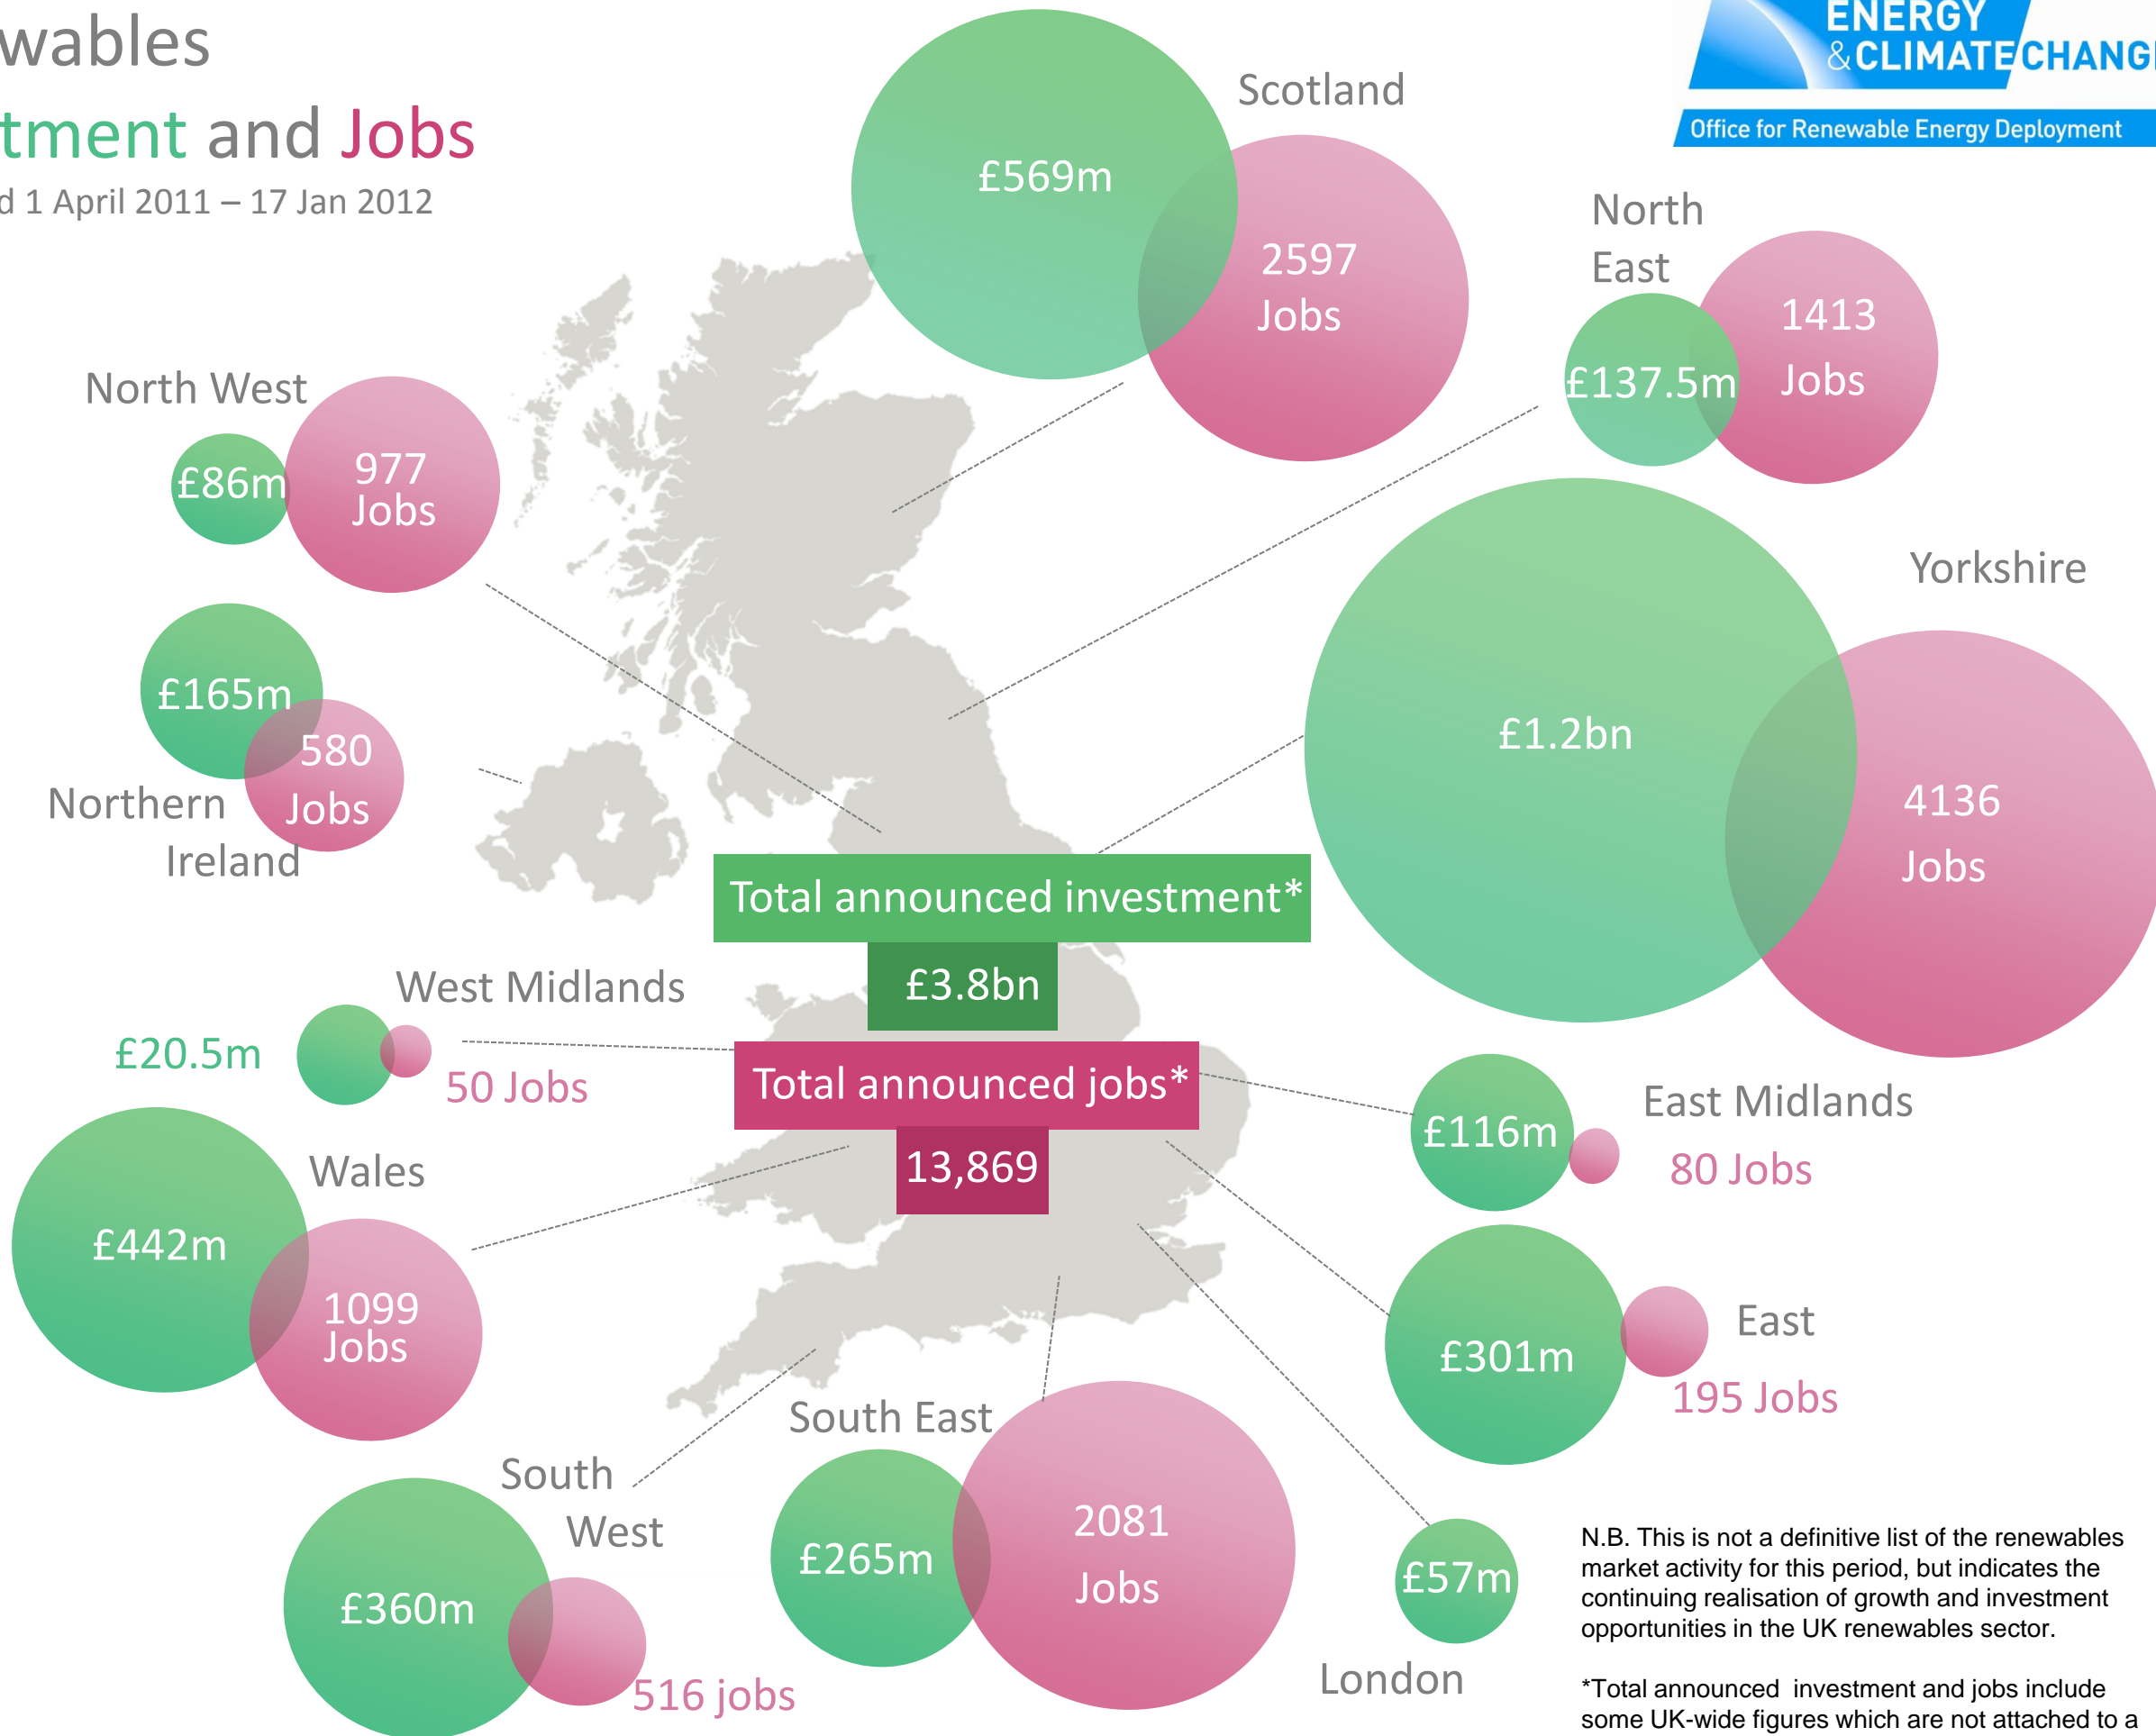 wables
tment and Jobs
d 1 April 2011 – 17 Jan 2012
ENERGY
& CLIMATE CHANG
Office for Renewable Energy Deployment
Scotland
£569m
2597
Jobs
North
East
£137.5m
1413
Jobs
North West
£86m
977
Jobs
Yorkshire
£1.2bn
4136
Jobs
£165m
580
Jobs
Northern
Ireland
Total announced investment*
£3.8bn
West Midlands
£20.5m
50 Jobs
Total announced jobs*
13,869
East Midlands
£116m
80 Jobs
Wales
£442m
1099
Jobs
East
£301m
195 Jobs
South East
£265m
2081
Jobs
South
West
£360m
516 jobs
£57m
London
N.B. This is not a definitive list of the renewables
market activity for this period, but indicates the
continuing realisation of growth and investment
opportunities in the UK renewables sector.
*Total announced investment and jobs include
some UK-wide figures which are not attached to a